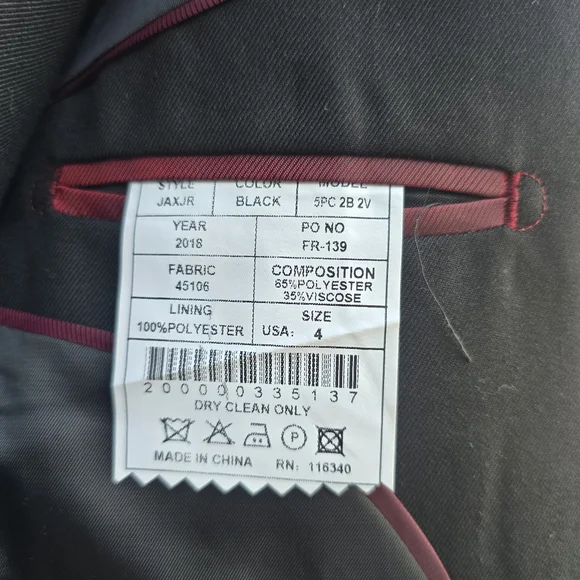 STYLE COLOR MODEL
JAXJR BLACK 5PC 2B 2V
YEAR PO NO
2018 FR-139
FABRIC COMPOSITION
45106 65%POLYESTER
35%VISCOSE
LINING SIZE
100%POLYESTER USA: 4
200000335137
DRY CLEAN ONLY
P
MADE IN CHINA RN: 116340